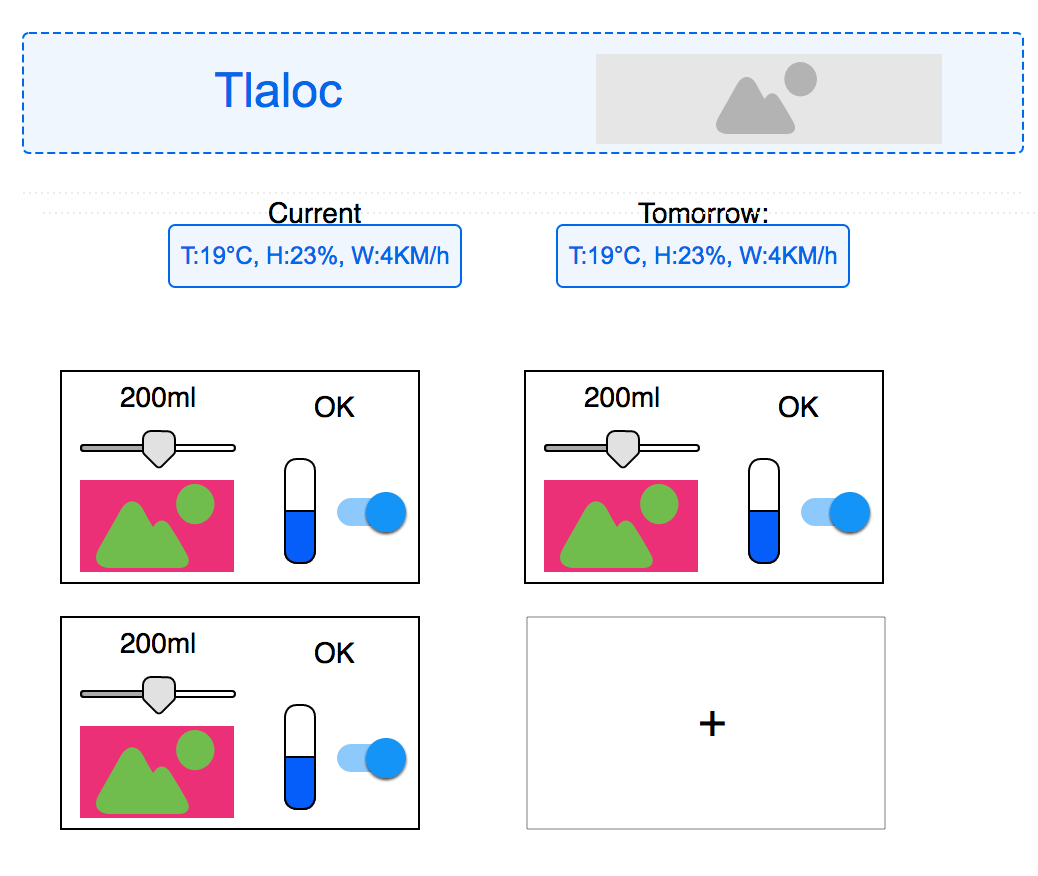 Tlaloc
Current
Tomorrow:
T:19°C, H:23%, W:4KM/h
T:19°C, H:23%, W:4KM/h
200ml
OK
200ml
OK
200ml
OK
+